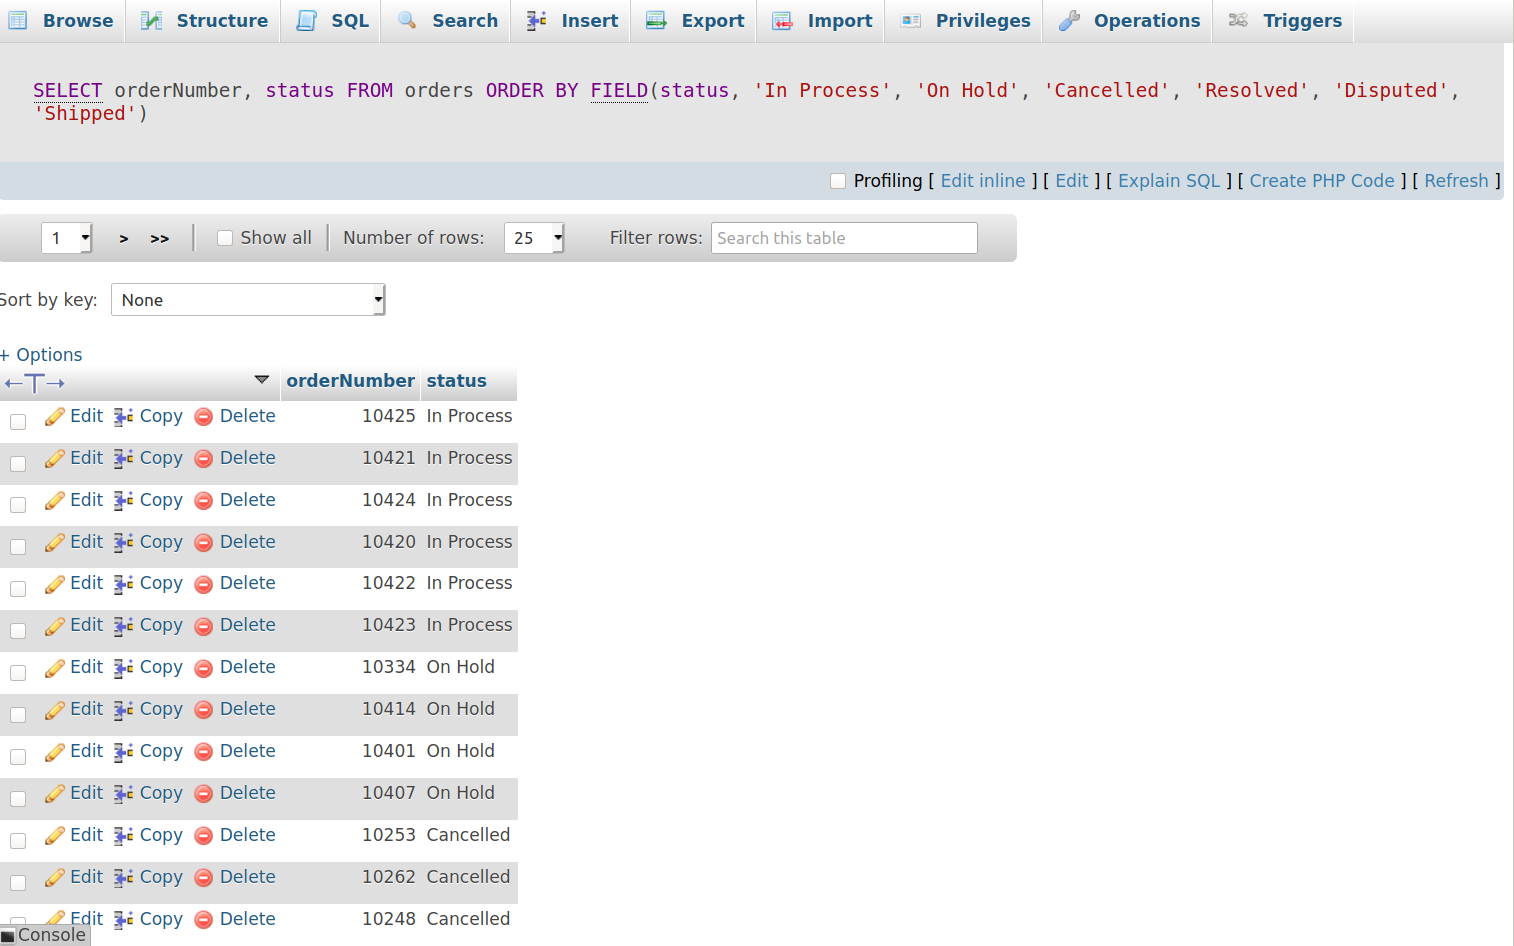 Browse Structure SQL Search Insert Export Import Privileges Operations Triggers
SELECT orderNumber, status FROM orders ORDER BY FIELD(status, 'In Process', 'On Hold', 'Cancelled', 'Resolved', 'Disputed',
'Shipped')
Profiling [ Edit inline ] [ Edit ] [ Explain SQL ] [ Create PHP Code ] [ Refresh ]
1 > >> Show all Number of rows: 25 Filter rows: Search this table
Sort by key: None
+ Options
←T→ orderNumber status
Edit Copy Delete 10425 In Process
Edit Copy Delete 10421 In Process
Edit Copy Delete 10424 In Process
Edit Copy Delete 10420 In Process
Edit Copy Delete 10422 In Process
Edit Copy Delete 10423 In Process
Edit Copy Delete 10334 On Hold
Edit Copy Delete 10414 On Hold
Edit Copy Delete 10401 On Hold
Edit Copy Delete 10407 On Hold
Edit Copy Delete 10253 Cancelled
Edit Copy Delete 10262 Cancelled
Edit Copy Delete 10248 Cancelled
Console